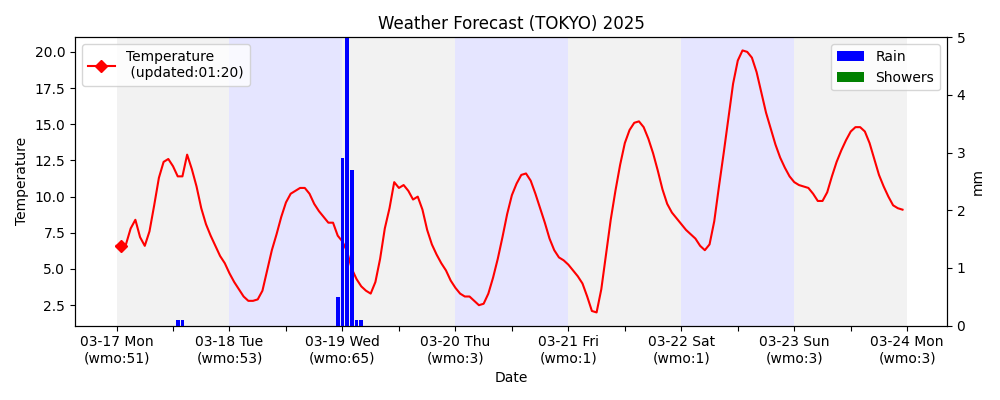 Weather Forecast (TOKYO) 2025
Temperature
(updated:01:20)
Rain
Showers
Temperature
20.0
17.5
15.0
12.5
10.0
7.5
5.0
2.5
5
4
3
2
1
0
mm
03-17 Mon
(wmo:51)
03-18 Tue
(wmo:53)
03-19 Wed
(wmo:65)
03-20 Thu
(wmo:3)
03-21 Fri
(wmo:1)
03-22 Sat
(wmo:1)
03-23 Sun
(wmo:3)
03-24 Mon
(wmo:3)
Date